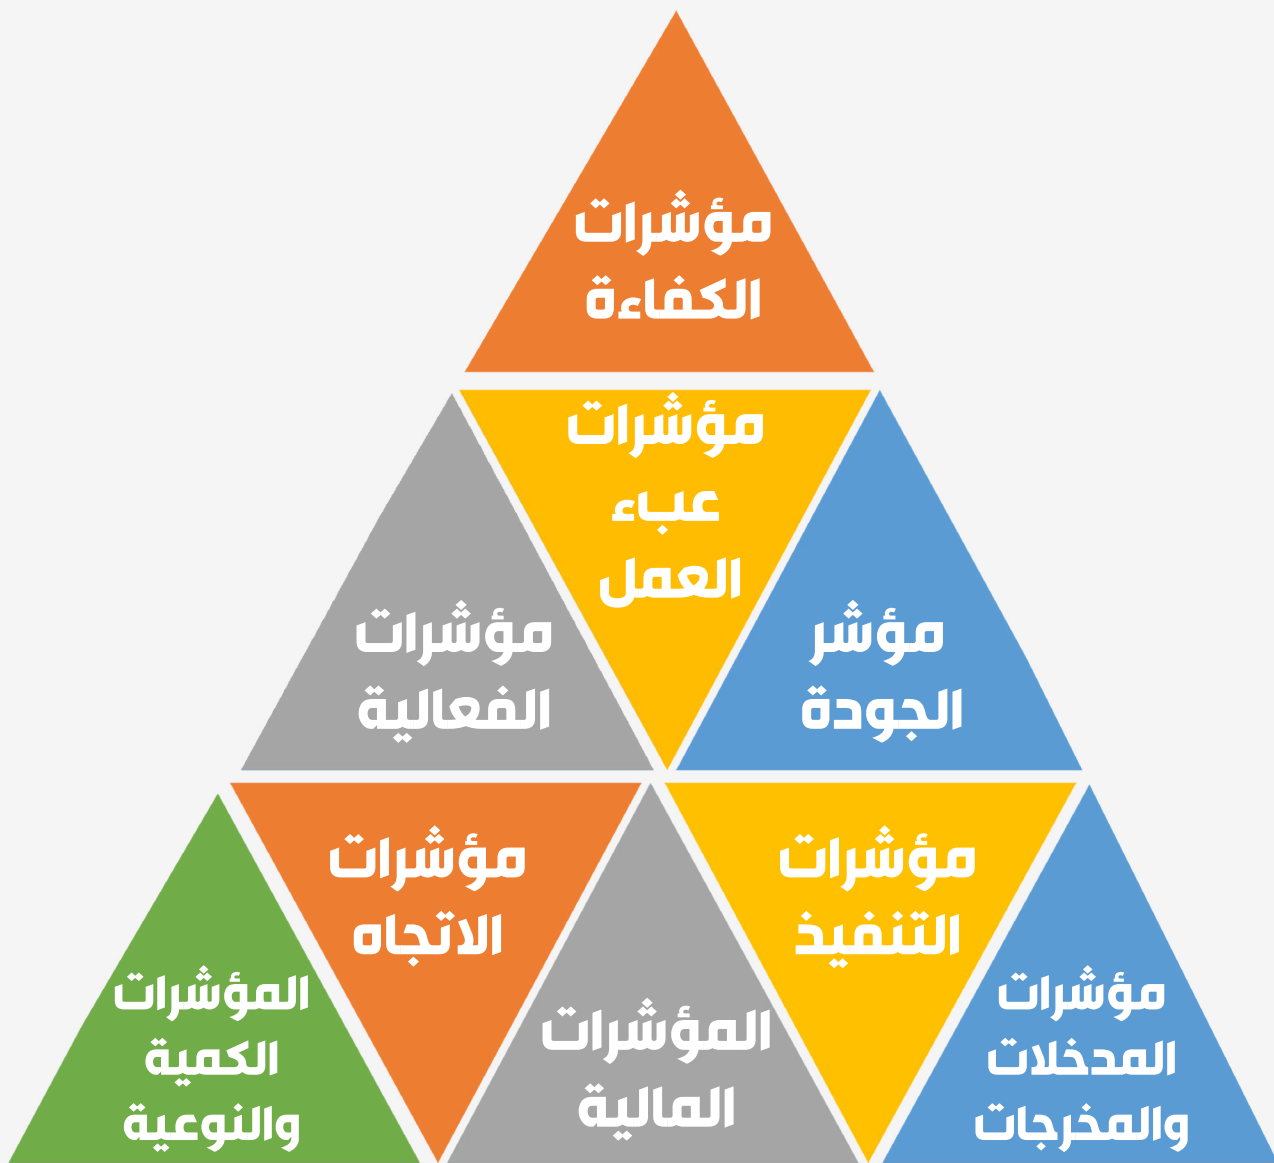 مؤشرات
الكفاءة
مؤشرات
عبء
العمل
مؤشر
الجودة
مؤشرات
الفعالية
مؤشرات
التنفيذ
مؤشرات
الاتجاه
مؤشرات
المدخلات
والمخرجات
المؤشرات
المالية
المؤشرات
الكمية
والنوعية